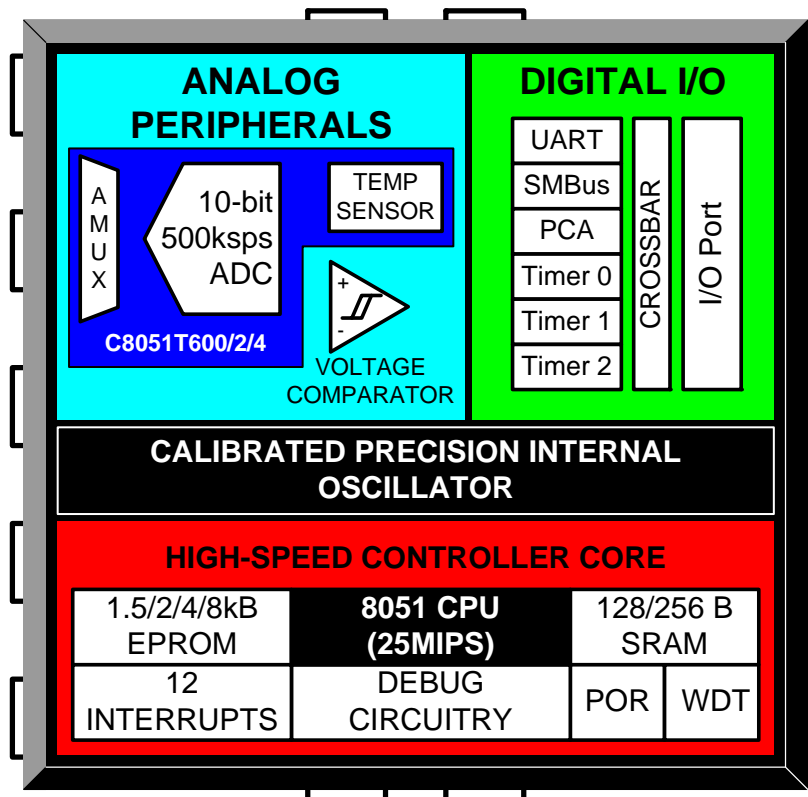 ANALOG
PERIPHERALS
A
M
U
X
10-bit
500ksps
ADC
TEMP
SENSOR
+
-
C8051T600/2/4
VOLTAGE
COMPARATOR
DIGITAL I/O
UART
SMBus
PCA
Timer 0
Timer 1
Timer 2
CROSSBAR
I/O Port
CALIBRATED PRECISION INTERNAL
OSCILLATOR
HIGH-SPEED CONTROLLER CORE
1.5/2/4/8kB
EPROM
8051 CPU
(25MIPS)
128/256 B
SRAM
12
INTERRUPTS
DEBUG
CIRCUITRY
POR
WDT